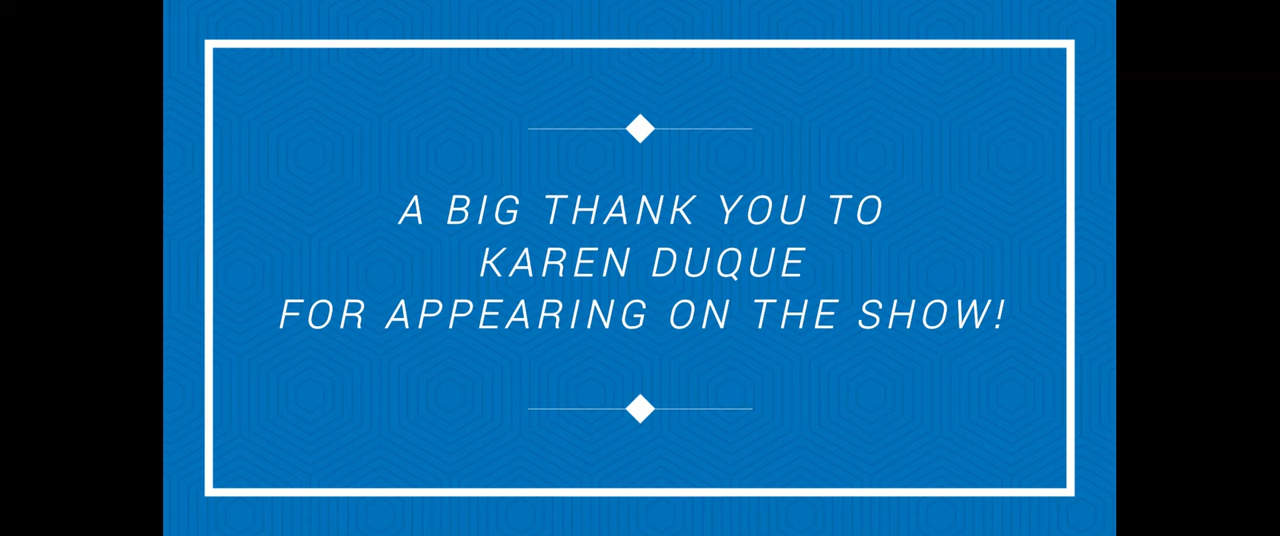 A BIG THANK YOU TO
KAREN DUQUE
FOR APPEARING ON THE SHOW!